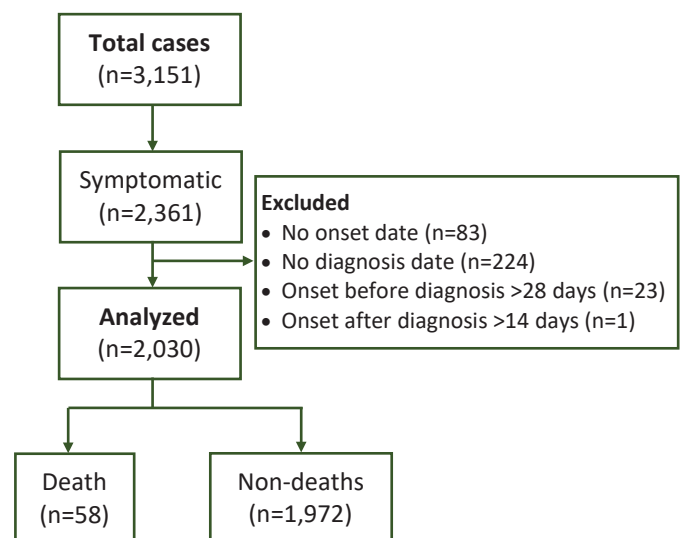 Total cases
(n=3,151)
Symptomatic
(n=2,361)
Excluded
• No onset date (n=83)
• No diagnosis date (n=224)
• Onset before diagnosis >28 days (n=23)
• Onset after diagnosis >14 days (n=1)
Analyzed
(n=2,030)
Death
(n=58)
Non-deaths
(n=1,972)